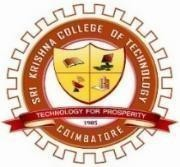 SRI KRISHNA COLLEGE OF TECHNOLOGY
TECHNOLOGY FOR PROSPERITY
1985
COIMBATORE